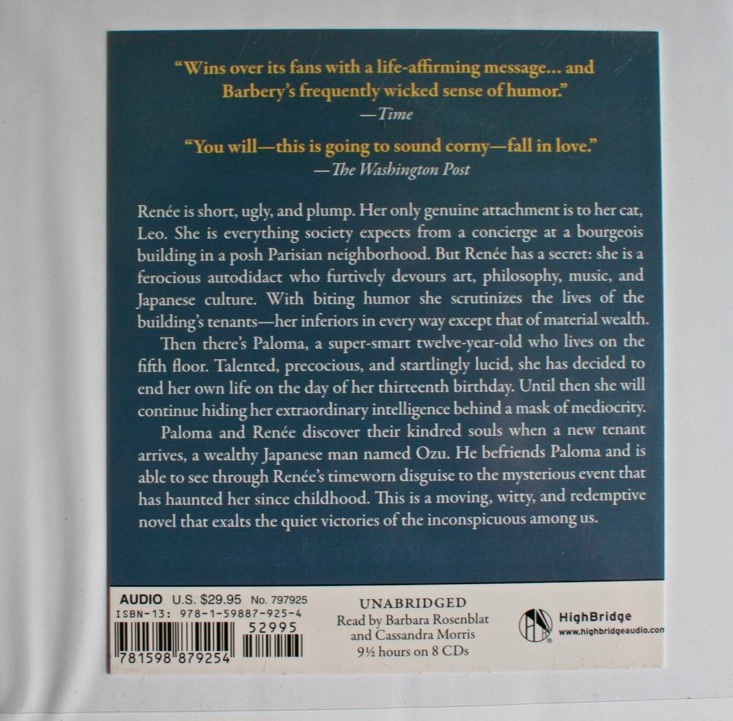 “Wins over its fans with a life-affirming message... and
Barbery’s frequently wicked sense of humor.”
—Time
“You will—this is going to sound corny—fall in love.”
—The Washington Post
Renée is short, ugly, and plump. Her only genuine attachment is to her cat,
Leo. She is everything society expects from a concierge at a bourgeois
building in a posh Parisian neighborhood. But Renée has a secret: she is a
ferocious autodidact who furtively devours art, philosophy, music, and
Japanese culture. With biting humor she scrutinizes the lives of the
building’s tenants—her inferiors in every way except that of material wealth.
Then there’s Paloma, a super-smart twelve-year-old who lives on the
fifth floor. Talented, precocious, and startlingly lucid, she has decided to
end her own life on the day of her thirteenth birthday. Until then she will
continue hiding her extraordinary intelligence behind a mask of mediocrity.
Paloma and Renée discover their kindred souls when a new tenant
arrives, a wealthy Japanese man named Ozu. He befriends Paloma and is
able to see through Renée’s timeworn disguise to the mysterious event that
has haunted her since childhood. This is a moving, witty, and redemptive
novel that exalts the quiet victories of the inconspicuous among us.
AUDIO U.S. $29.95 No. 797925
ISBN-13: 978-1-59887-925-4
52995
781598 879254
UNABRIDGED
Read by Barbara Rosenblat
and Cassandra Morris
9½ hours on 8 CDs
HighBridge
www.highbridgeaudio.com